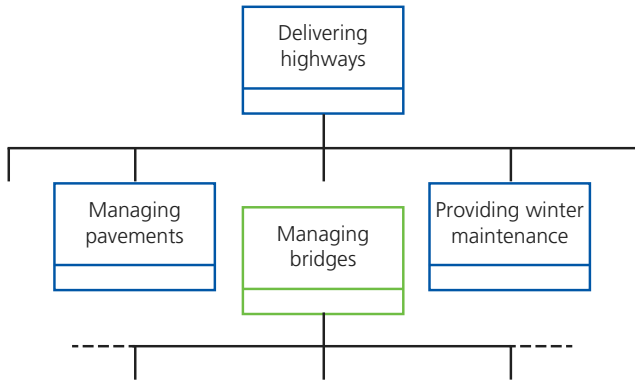 Delivering
highways
Managing
pavements
Managing
bridges
Providing winter
maintenance